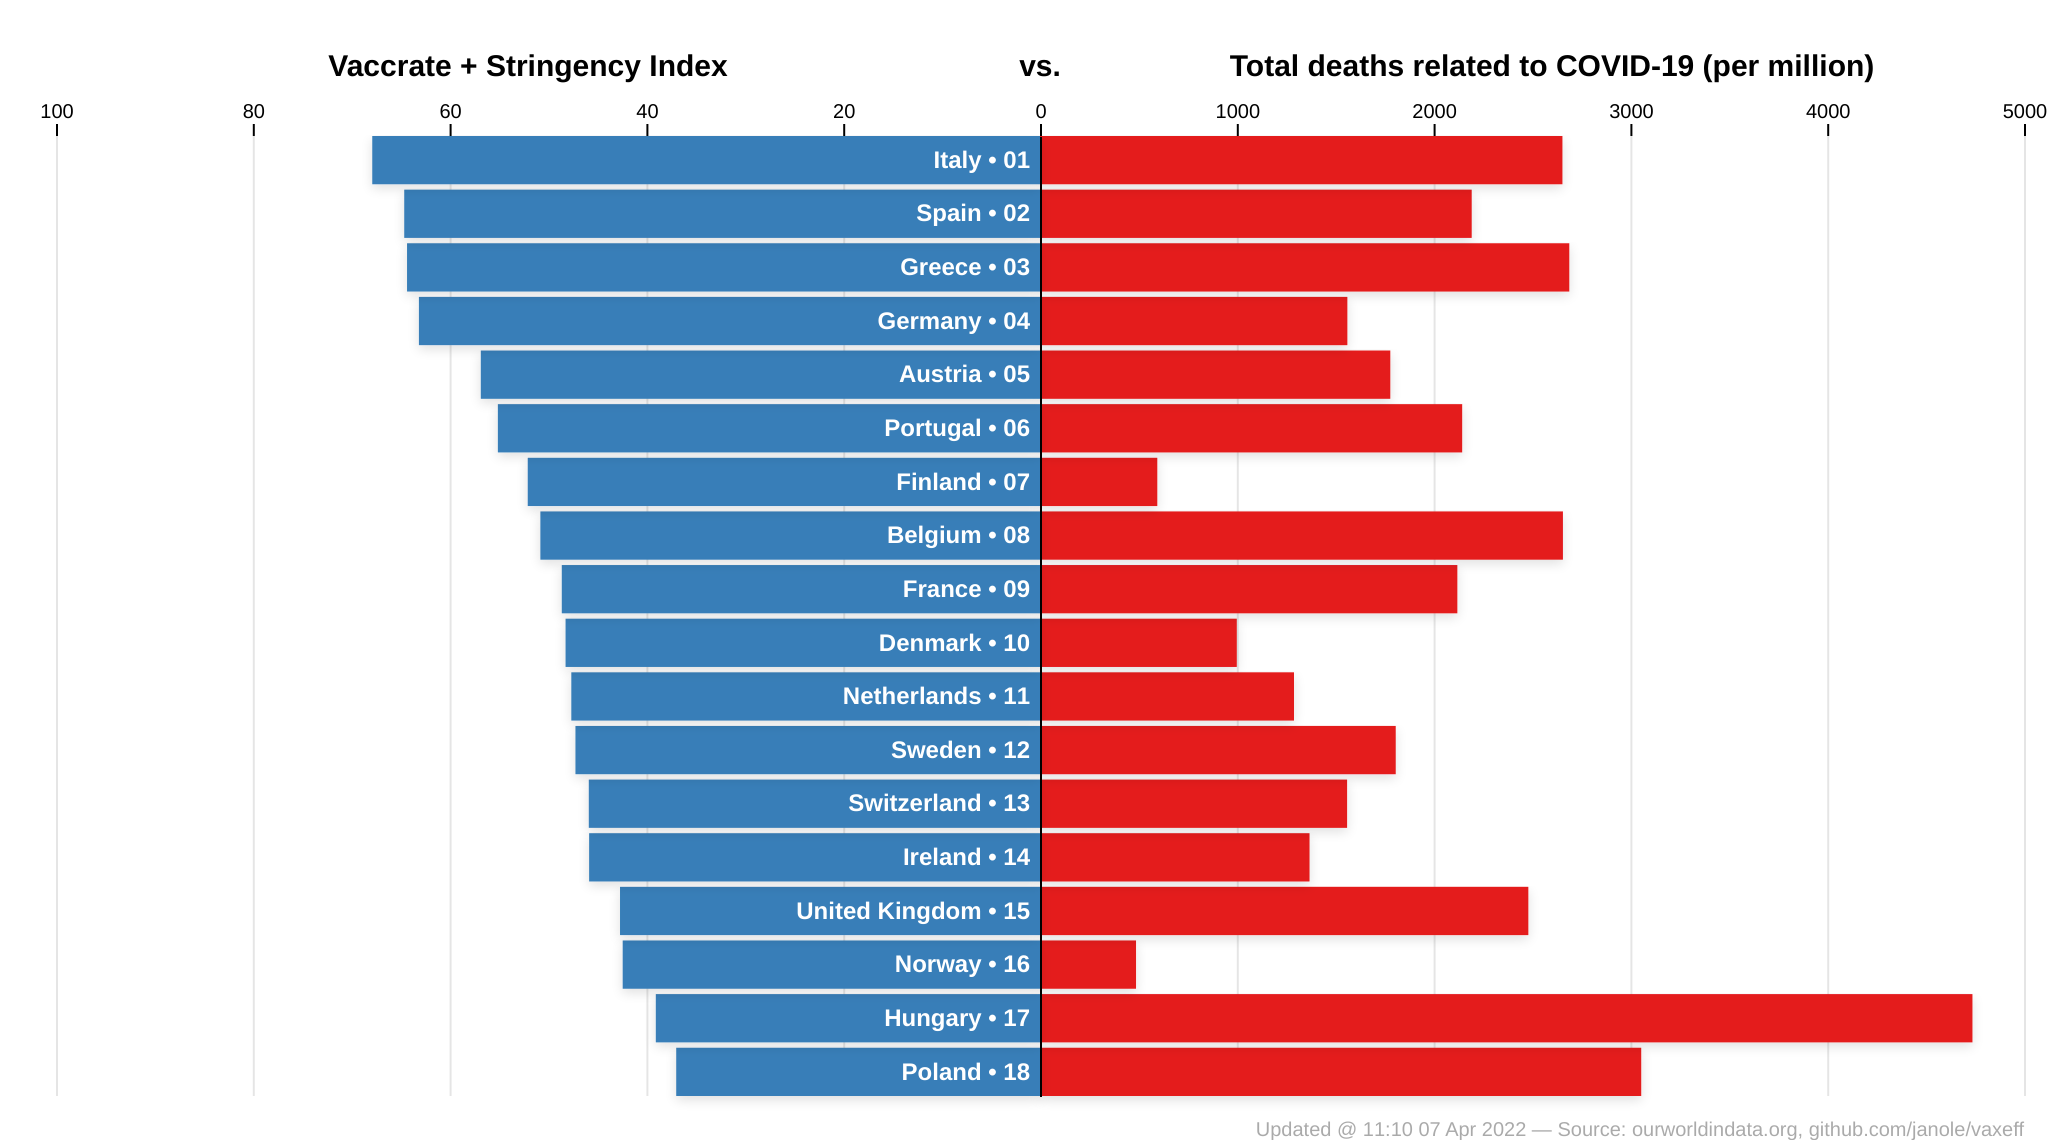 Vaccrate + Stringency Index vs. Total deaths related to COVID-19 (per million)
100 80 60 40 20 0 1000 2000 3000 4000 5000
Italy • 01
Spain • 02
Greece • 03
Germany • 04
Austria • 05
Portugal • 06
Finland • 07
Belgium • 08
France • 09
Denmark • 10
Netherlands • 11
Sweden • 12
Switzerland • 13
Ireland • 14
United Kingdom • 15
Norway • 16
Hungary • 17
Poland • 18
Updated @ 11:10 07 Apr 2022 — Source: ourworldindata.org, github.com/janole/vaxeff